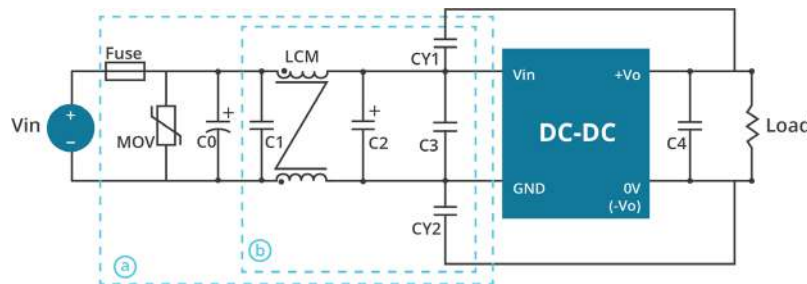 Fuse
LCM
CY1
Vin
+Vo
Vin
+
−
MOV
C0
+
C1
C2
+
C3
DC-DC
C4
Load
GND
0V
(-Vo)
CY2
a
b